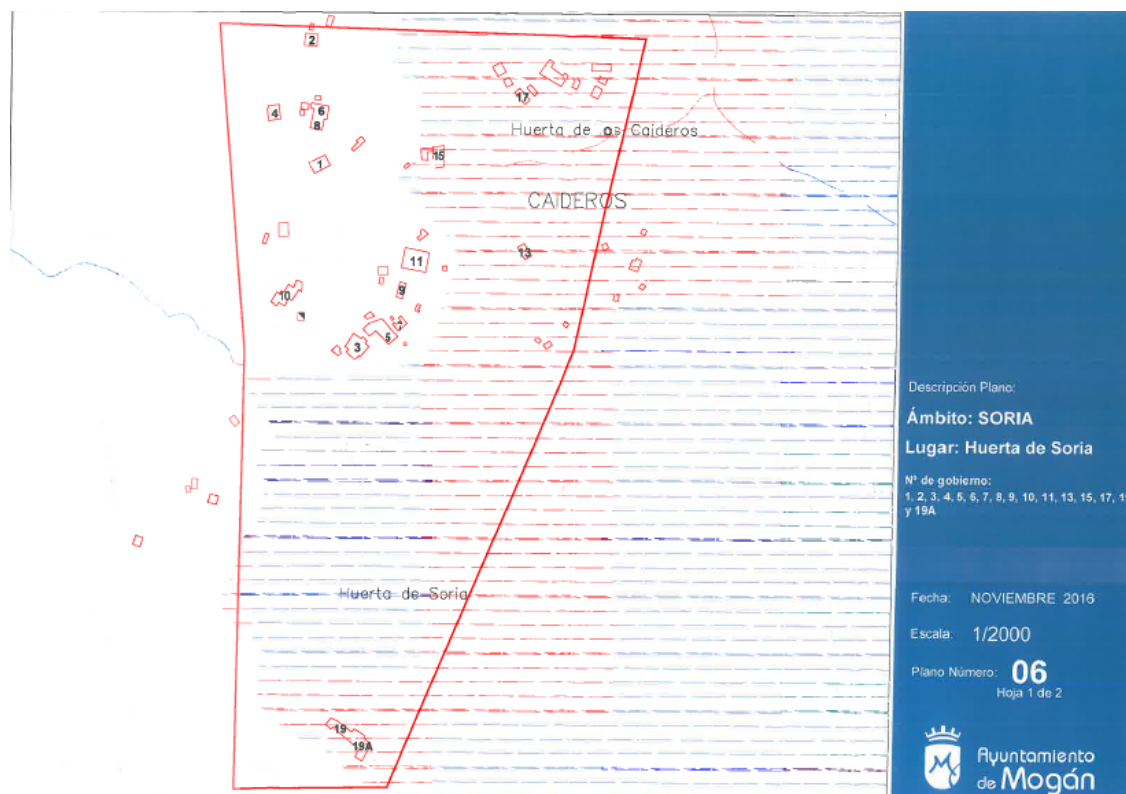 2
17
4
6
8
Huerta de os Caideros
15
1
CAIDEROS
13
11
9
10
7
5
3
Huerta de Soria
19
19A
Descripción Plano:
Ámbito: SORIA
Lugar: Huerta de Soria
Nº de gobierno:
1, 2, 3, 4, 5, 6, 7, 8, 9, 10, 11, 13, 15, 17, 19
y 19A
Fecha: NOVIEMBRE 2016
Escala: 1/2000
Plano Número: 06
Hoja 1 de 2
Ayuntamiento
de Mogán